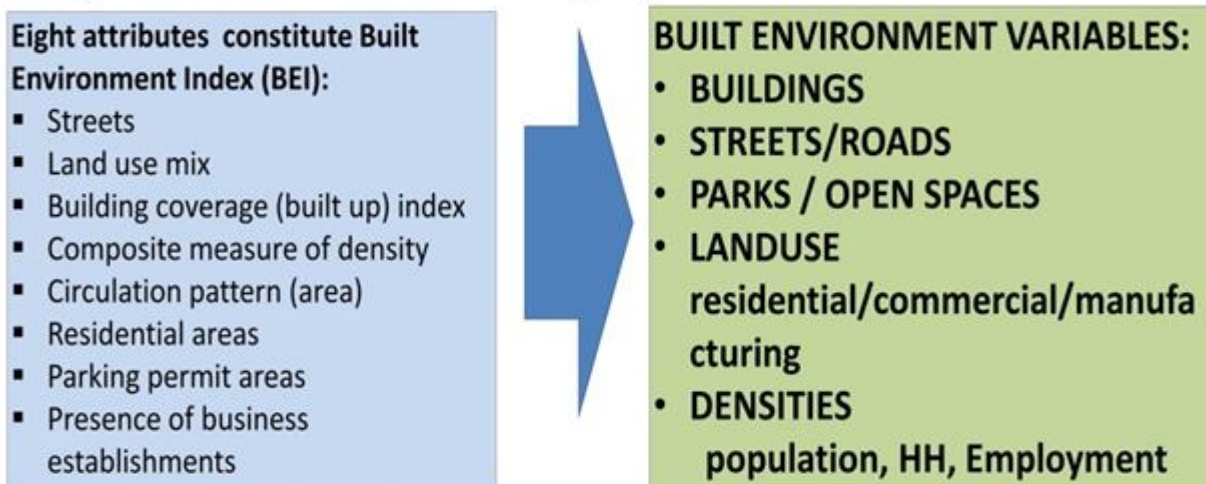 Eight attributes  constitute Built
Environment Index (BEI):
▪ Streets
▪ Land use mix
▪ Building coverage (built up) index
▪ Composite measure of density
▪ Circulation pattern (area)
▪ Residential areas
▪ Parking permit areas
▪ Presence of business
establishments
BUILT ENVIRONMENT VARIABLES:
• BUILDINGS
• STREETS/ROADS
• PARKS / OPEN SPACES
• LANDUSE
residential/commercial/manufa
cturing
• DENSITIES
population, HH, Employment